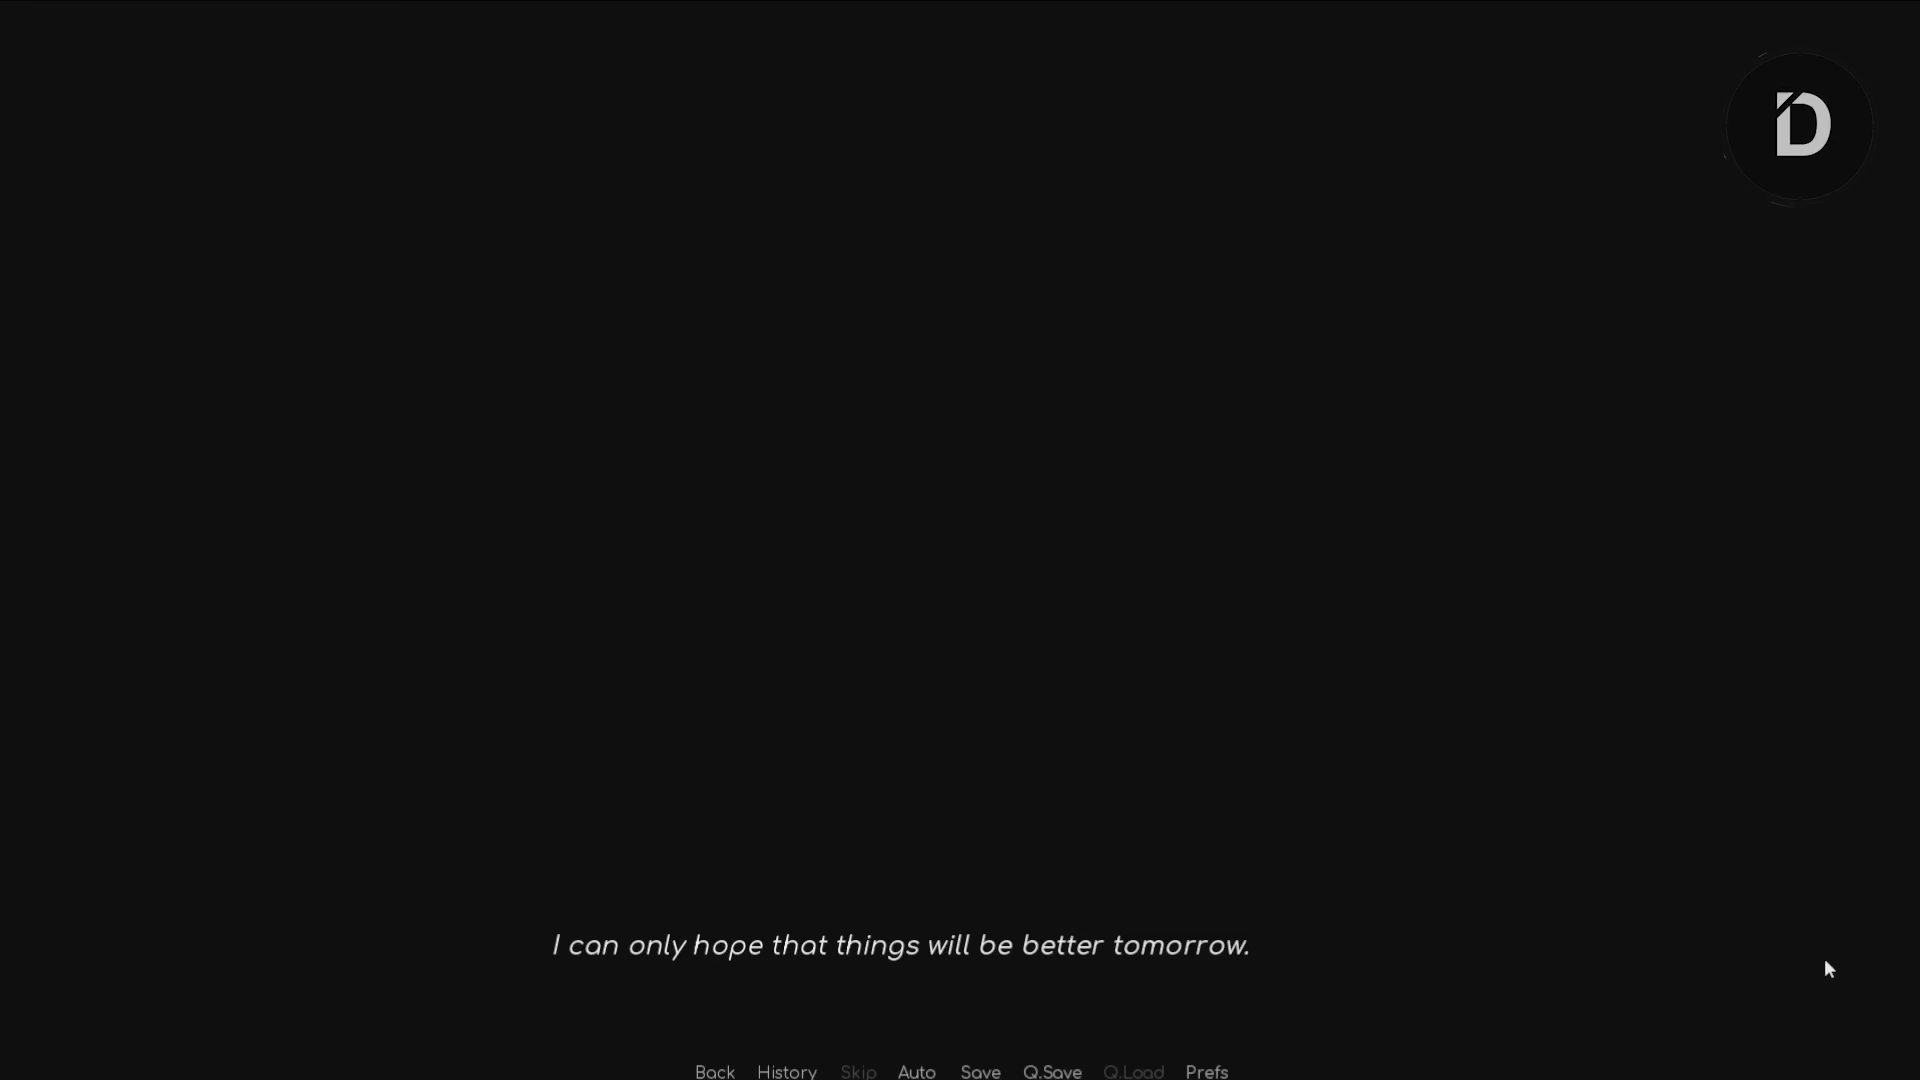 D
I can only hope that things will be better tomorrow.
Back History Skip Auto Save Q.Save Q.Load Prefs